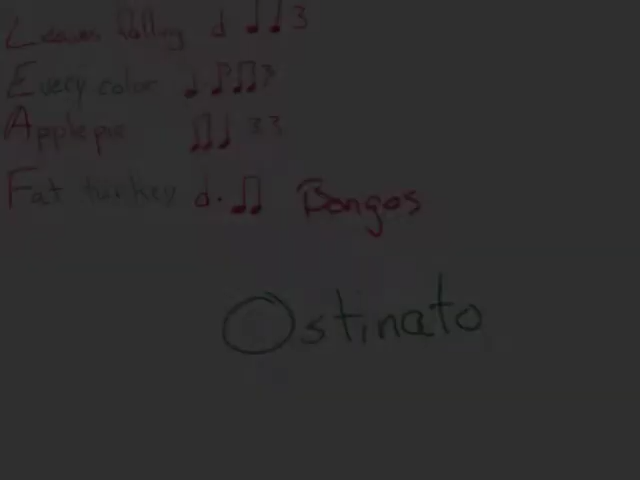 Leaves falling
Every color
Apple pie
Fat turkey Bongos
Ostinato